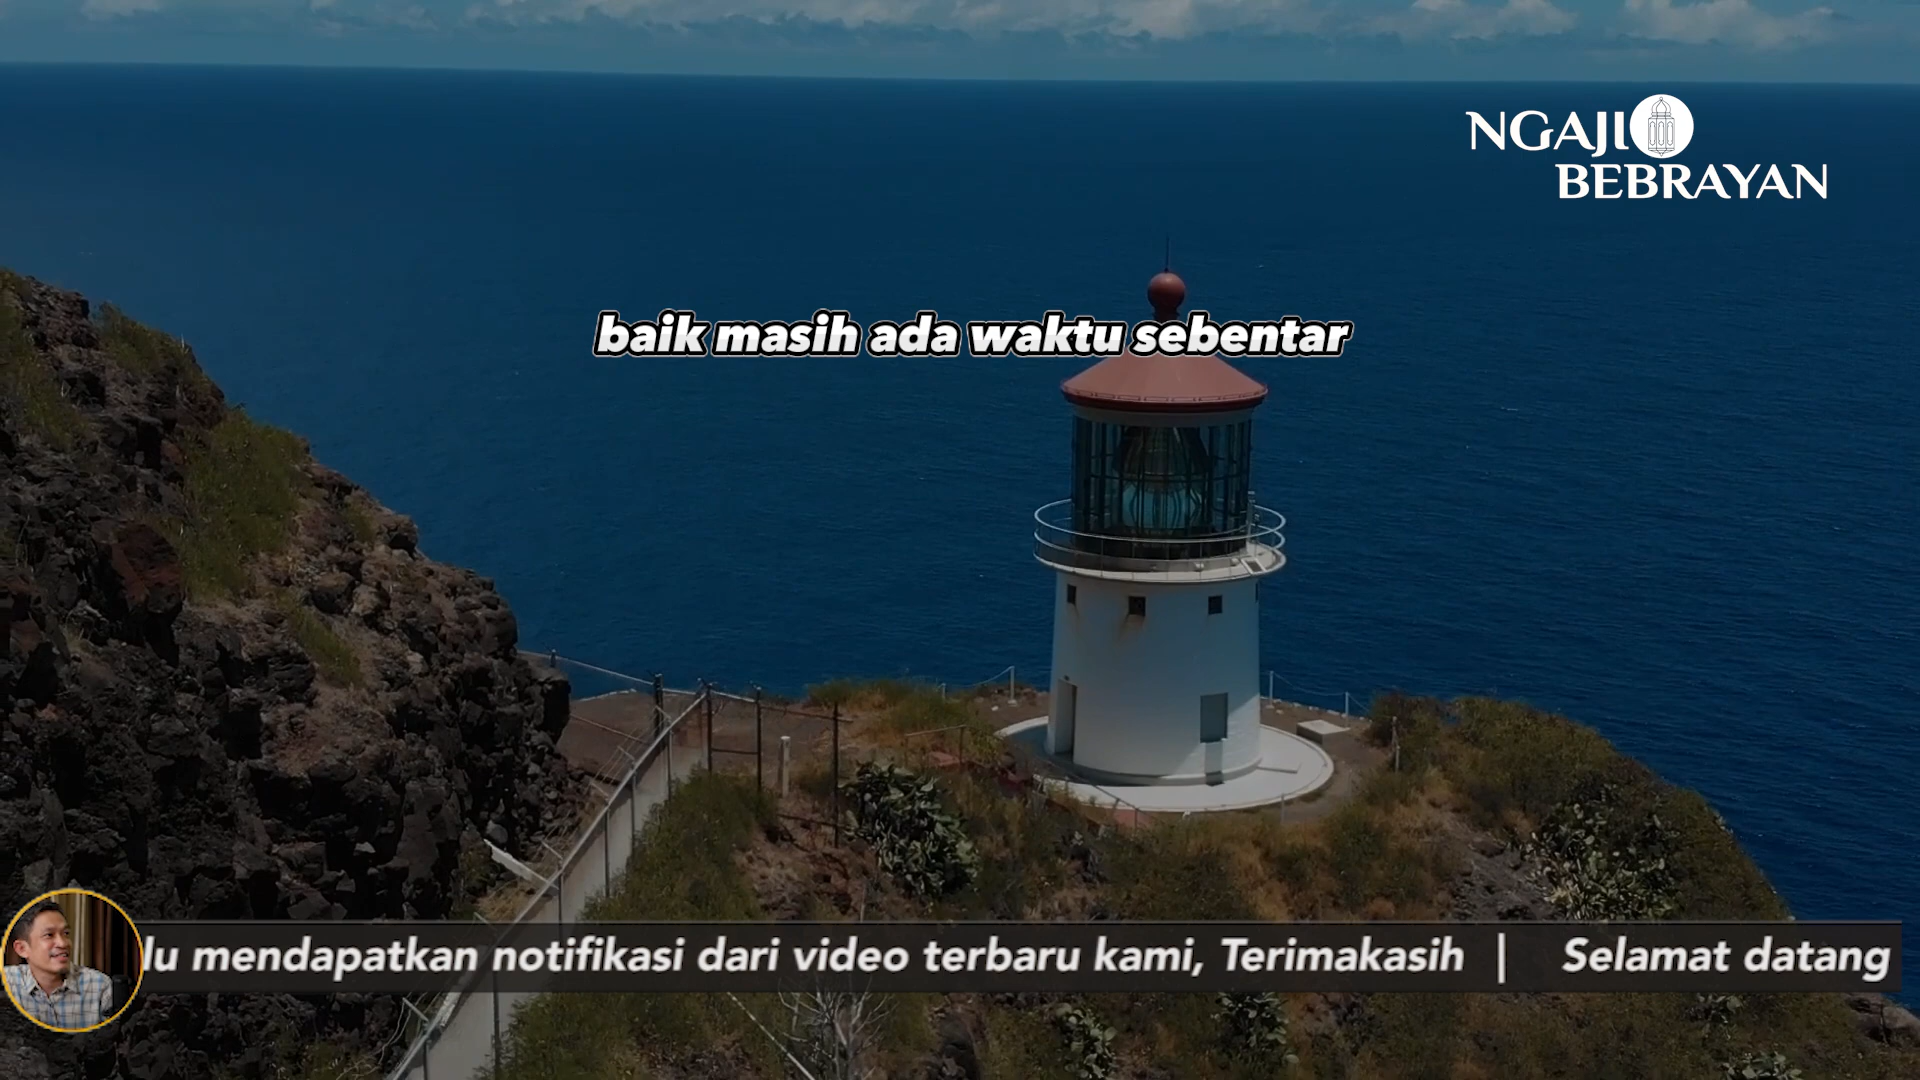 NGAJI
BEBRAYAN
baik masih ada waktu sebentar
lu mendapatkan notifikasi dari video terbaru kami, Terimakasih | Selamat datang